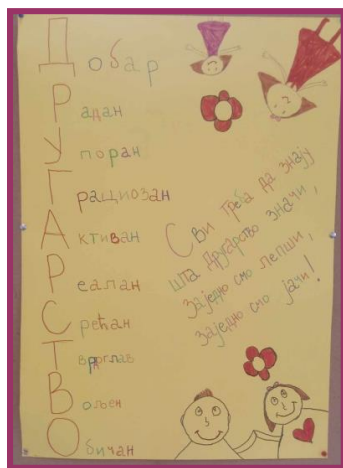 Добар
Радан
Упоран
Грациозан
Активан
Реалан
Срећан
Тврдоглав
Вољен
Обичан
Сви треба да знају
шта другарство значи,
заједно смо лепши,
заједно смо јачи!